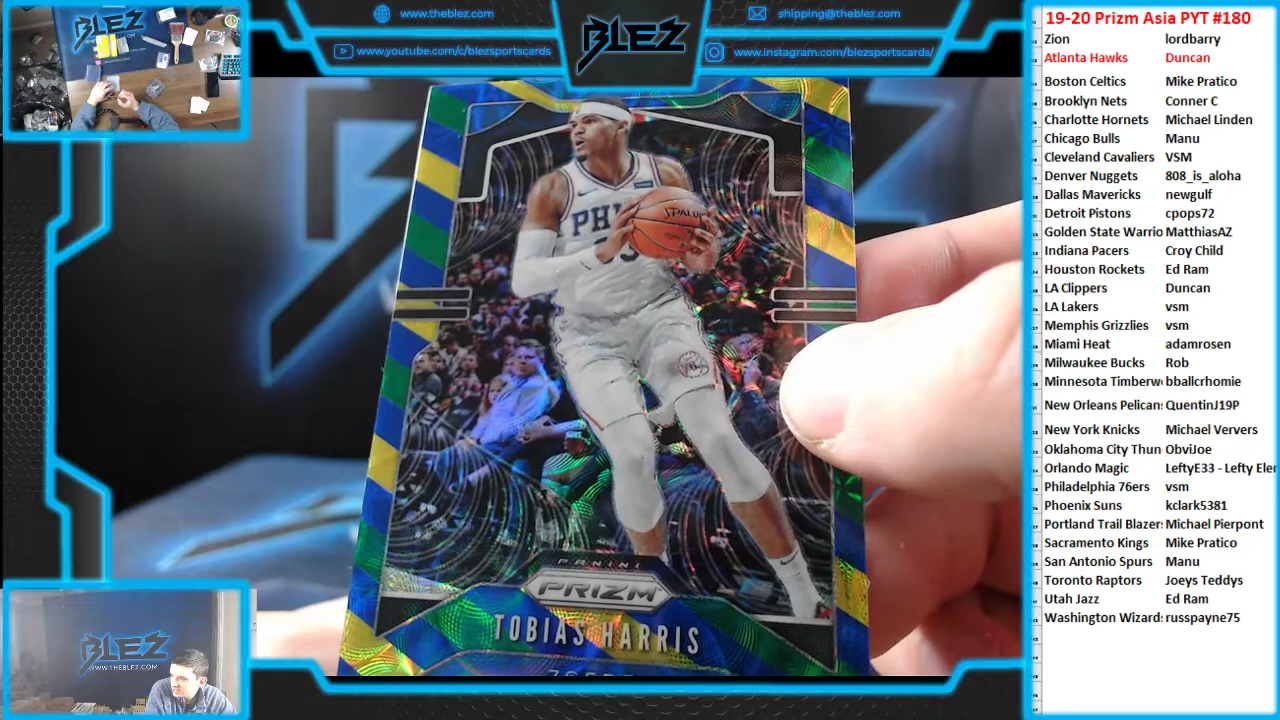 BLEZ
www.theblez.com
shipping@theblez.com
www.youtube.com/c/blezsportscards
www.instagram.com/blezsportscards/
BLEZ
PHI
SPALD
PANINI
PRIZM
TOBIAS HARRIS
BLEZ
WWW.THEBLEZ.COM
19-20 Prizm Asia PYT #180
Zion lordbarry
Atlanta Hawks Duncan
Boston Celtics Mike Pratico
Brooklyn Nets Conner C
Charlotte Hornets Michael Linden
Chicago Bulls Manu
Cleveland Cavaliers VSM
Denver Nuggets 808_is_aloha
Dallas Mavericks newgulf
Detroit Pistons cpops72
Golden State Warrio MatthiasAZ
Indiana Pacers Croy Child
Houston Rockets Ed Ram
LA Clippers Duncan
LA Lakers vsm
Memphis Grizzlies vsm
Miami Heat adamrosen
Milwaukee Bucks Rob
Minnesota Timberw bballcrhomie
New Orleans Pelican QuentinJ19P
New York Knicks Michael Ververs
Oklahoma City Thun ObviJoe
Orlando Magic LeftyE33 - Lefty Eler
Philadelphia 76ers vsm
Phoenix Suns kclark5381
Portland Trail Blazer Michael Pierpont
Sacramento Kings Mike Pratico
San Antonio Spurs Manu
Toronto Raptors Joeys Teddys
Utah Jazz Ed Ram
Washington Wizard russpayne75